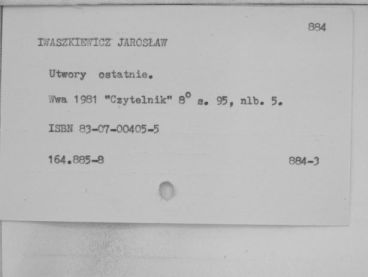 884
IWASZKIEWICZ JAROSŁAW
Utwory ostatnie.
Wwa 1981 "Czytelnik" 8° s. 95, nlb. 5.
ISBN 83-07-00405-5
164.885-8 884-3